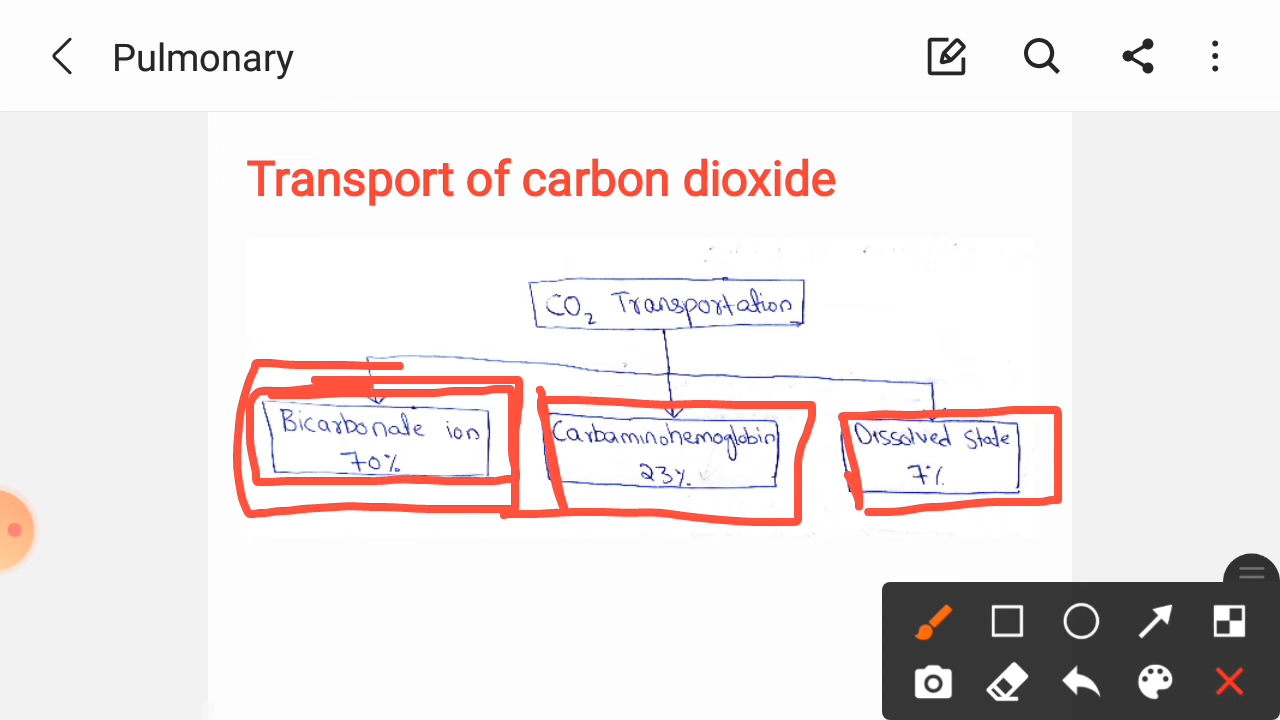 Pulmonary
Transport of carbon dioxide
CO₂ Transportation
Bicarbonate ion
70%
Carbaminohemoglobin
23%
Dissolved State
7%